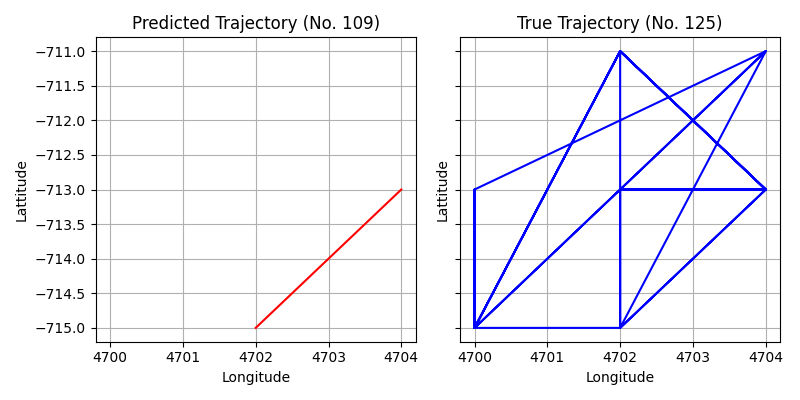 Predicted Trajectory (No. 109)
Lattitude
−711.0
−711.5
−712.0
−712.5
−713.0
−713.5
−714.0
−714.5
−715.0
4700 4701 4702 4703 4704
Longitude
True Trajectory (No. 125)
Lattitude
4700 4701 4702 4703 4704
Longitude